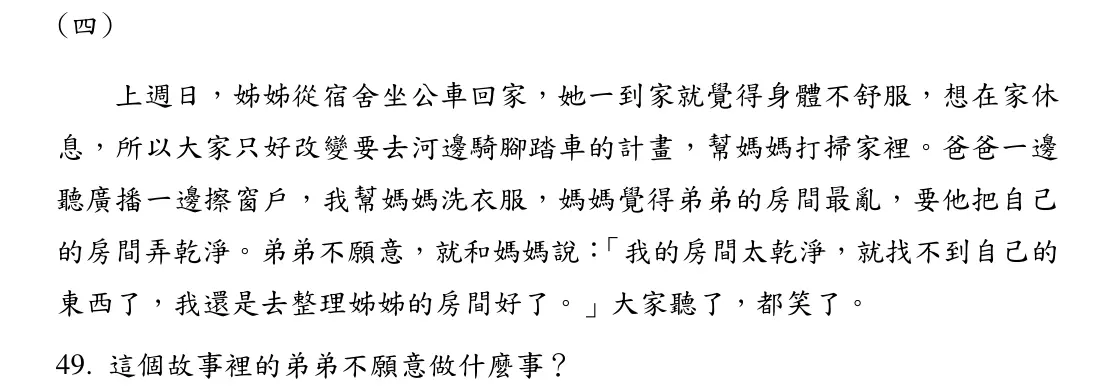 （四）
上週日，姊姊從宿舍坐公車回家，她一到家就覺得身體不舒服，想在家休
息，所以大家只好改變要去河邊騎腳踏車的計畫，幫媽媽打掃家裡。爸爸一邊
聽廣播一邊擦窗戶，我幫媽媽洗衣服，媽媽覺得弟弟的房間最亂，要他把自己
的房間弄乾淨。弟弟不願意，就和媽媽說：「我的房間太乾淨，就找不到自己的
東西了，我還是去整理姊姊的房間好了。」大家聽了，都笑了。
49. 這個故事裡的弟弟不願意做什麼事？